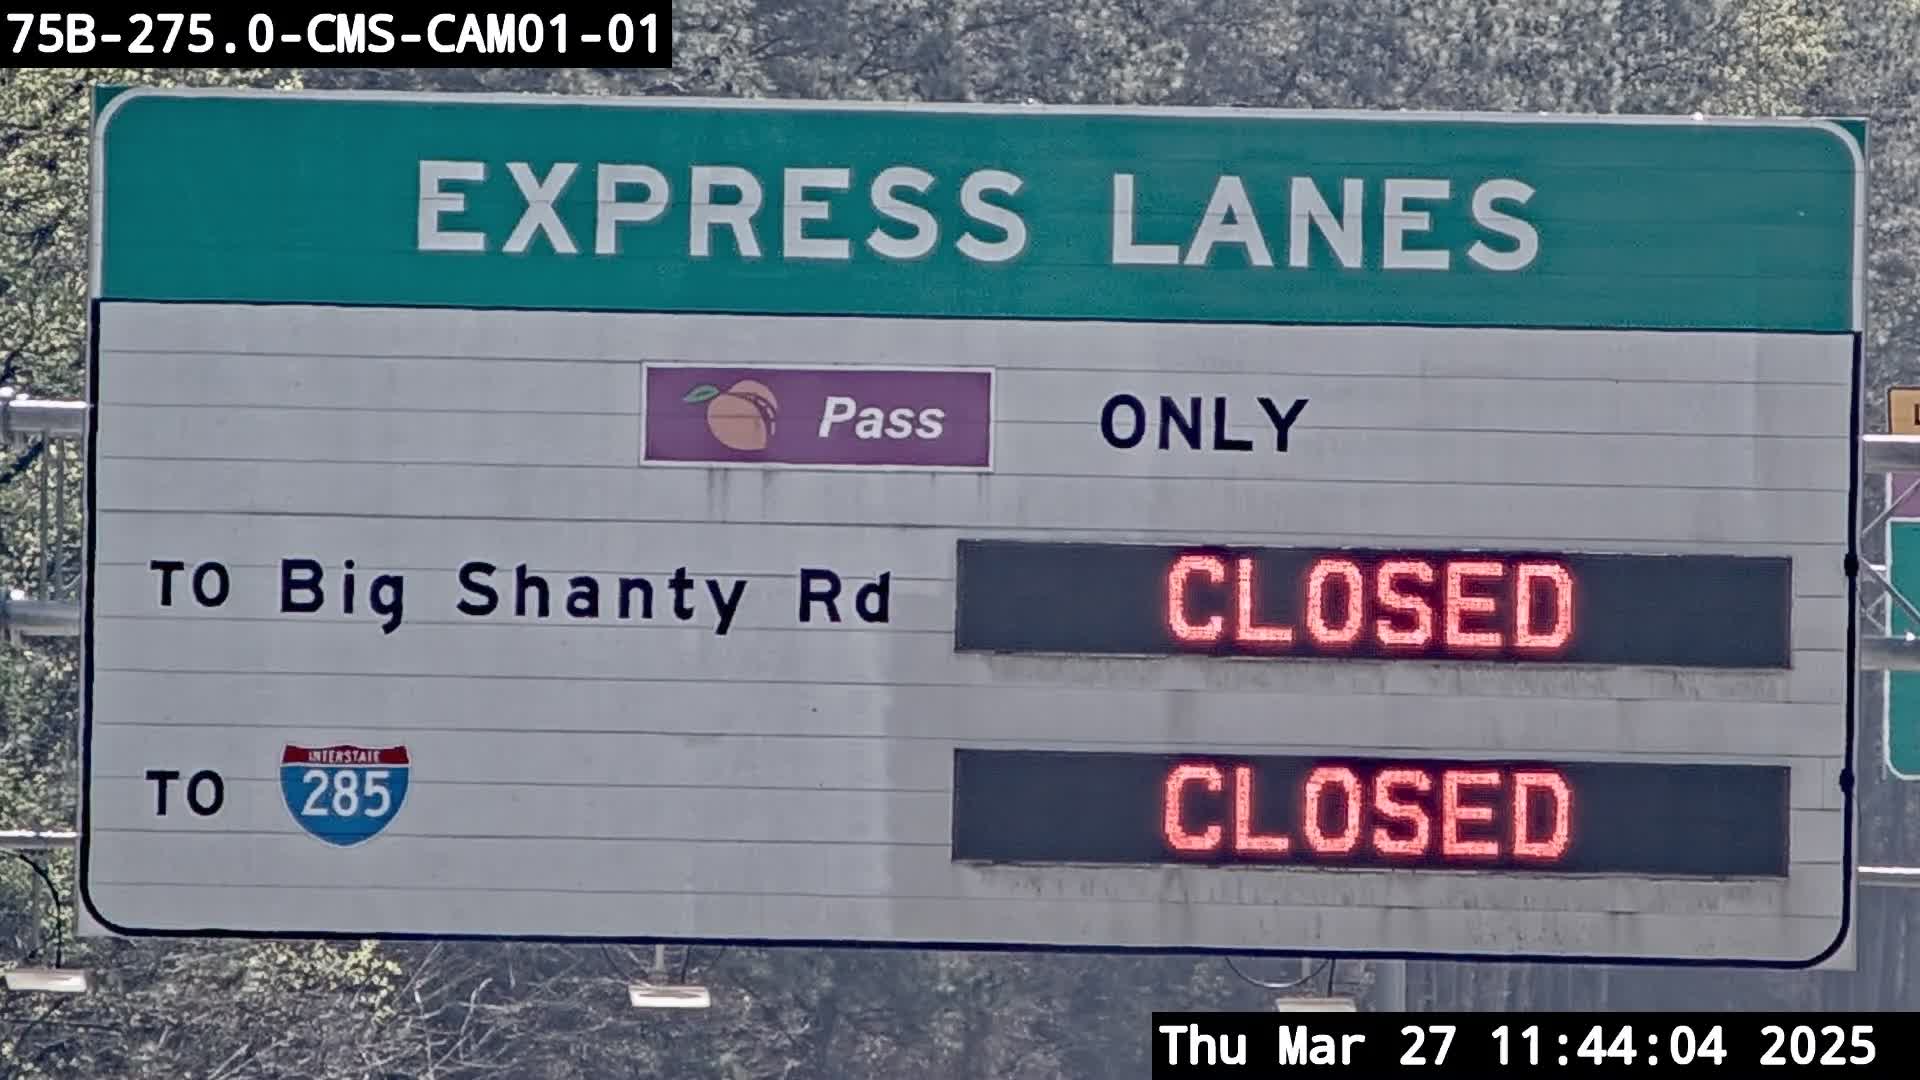 75B-275.0-CMS-CAM01-01
EXPRESS LANES
Pass ONLY
TO Big Shanty Rd CLOSED
TO INTERSTATE 285 CLOSED
Thu Mar 27 11:44:04 2025